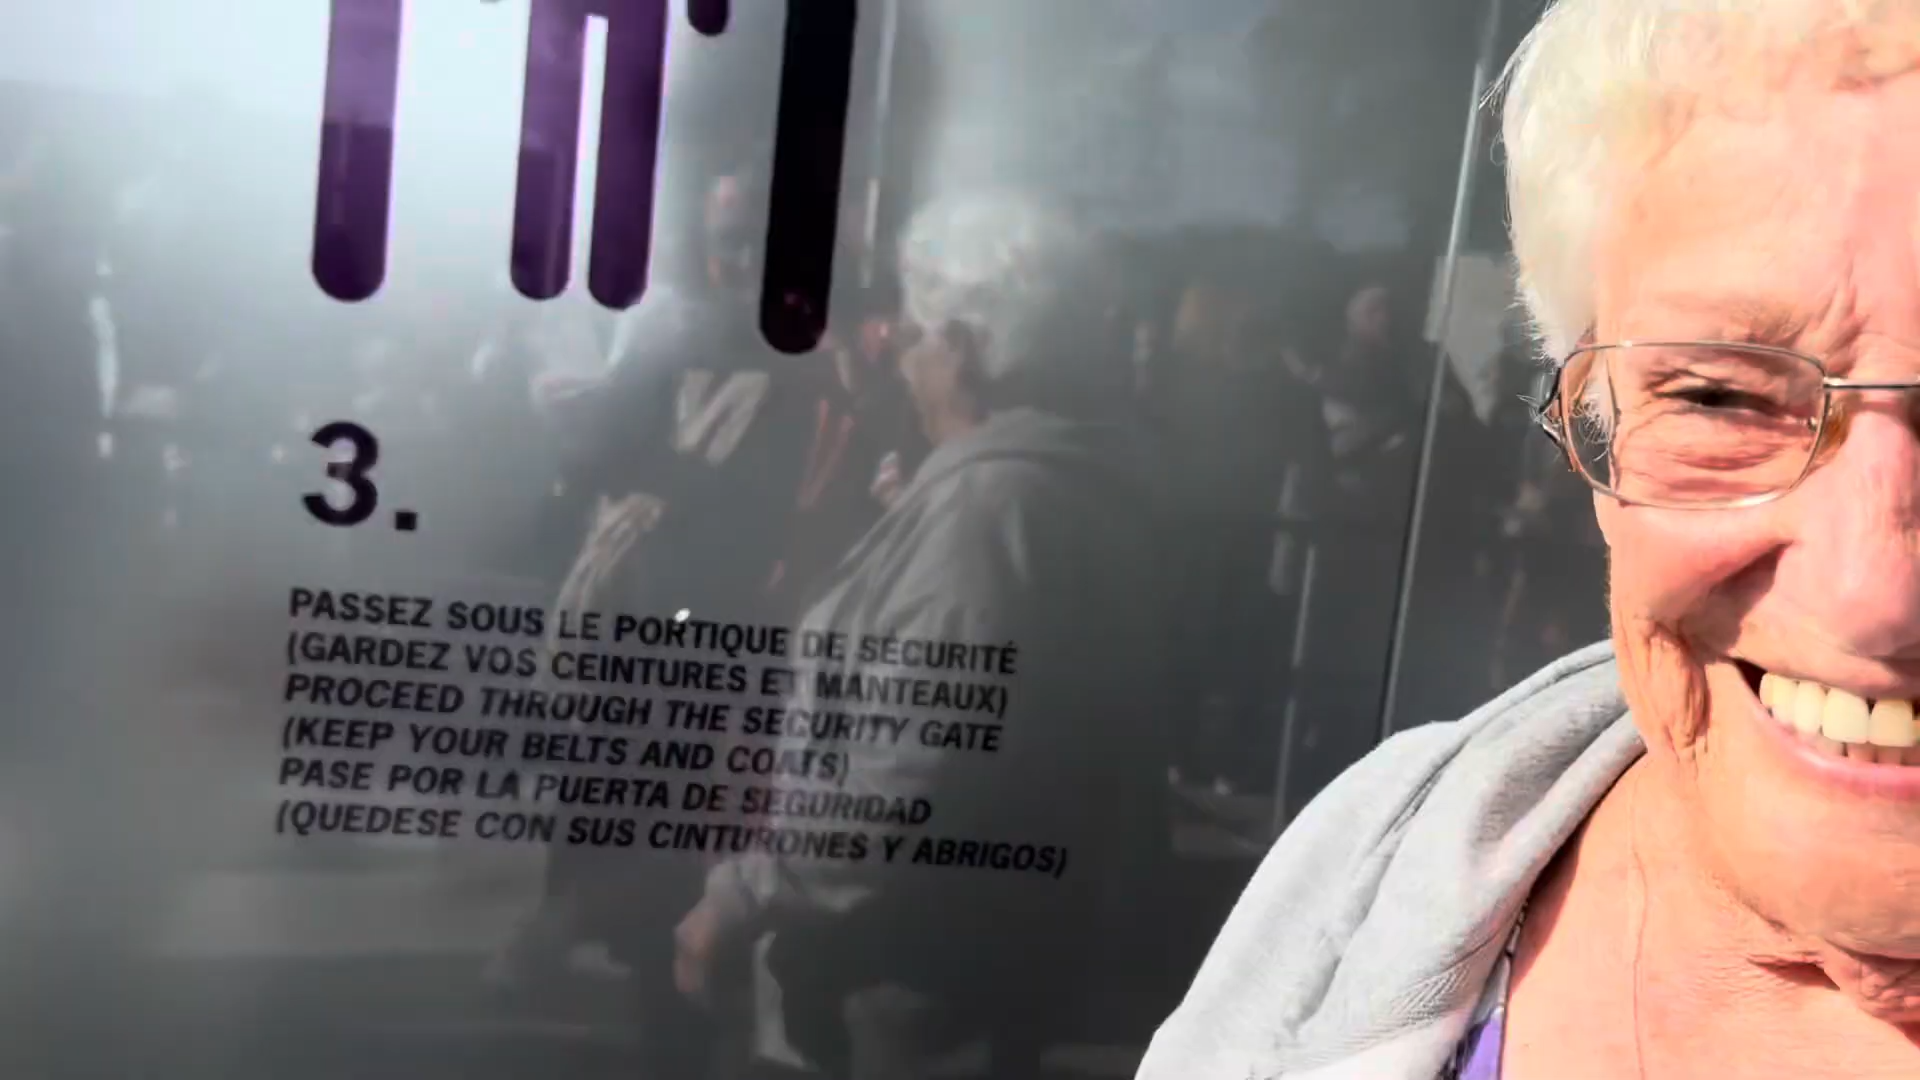 3.
PASSEZ SOUS LE PORTIQUE DE SÉCURITÉ
(GARDEZ VOS CEINTURES ET MANTEAUX)
PROCEED THROUGH THE SECURITY GATE
(KEEP YOUR BELTS AND COATS)
PASE POR LA PUERTA DE SEGURIDAD
(QUEDESE CON SUS CINTURONES Y ABRIGOS)